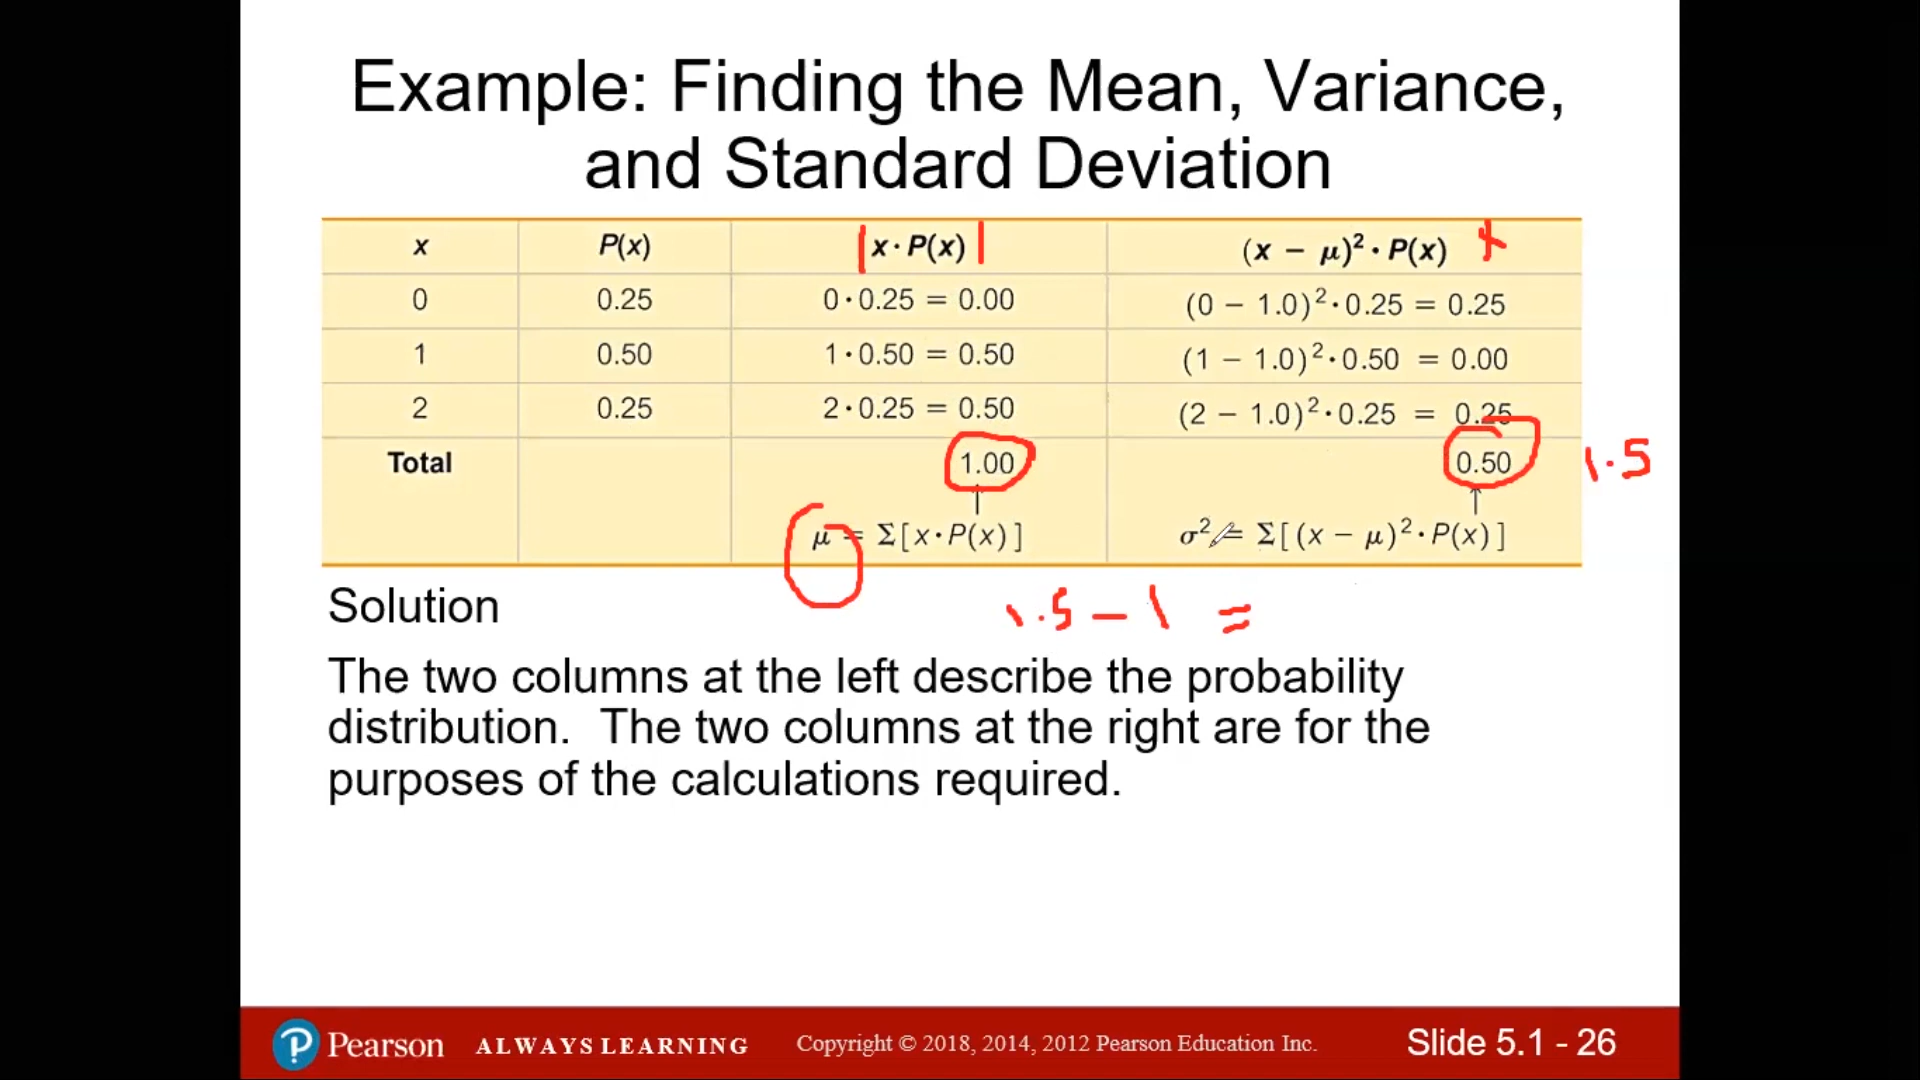 Example: Finding the Mean, Variance,
and Standard Deviation
x P(x) x · P(x) (x − μ)² · P(x)
0 0.25 0 · 0.25 = 0.00 (0 − 1.0)² · 0.25 = 0.25
1 0.50 1 · 0.50 = 0.50 (1 − 1.0)² · 0.50 = 0.00
2 0.25 2 · 0.25 = 0.50 (2 − 1.0)² · 0.25 = 0.25
Total 1.00 0.50 1.5
μ = Σ[x · P(x)] σ² = Σ[(x − μ)² · P(x)]
Solution
1.5 − 1 =
The two columns at the left describe the probability
distribution. The two columns at the right are for the
purposes of the calculations required.
P Pearson ALWAYS LEARNING Copyright © 2018, 2014, 2012 Pearson Education Inc. Slide 5.1 - 26